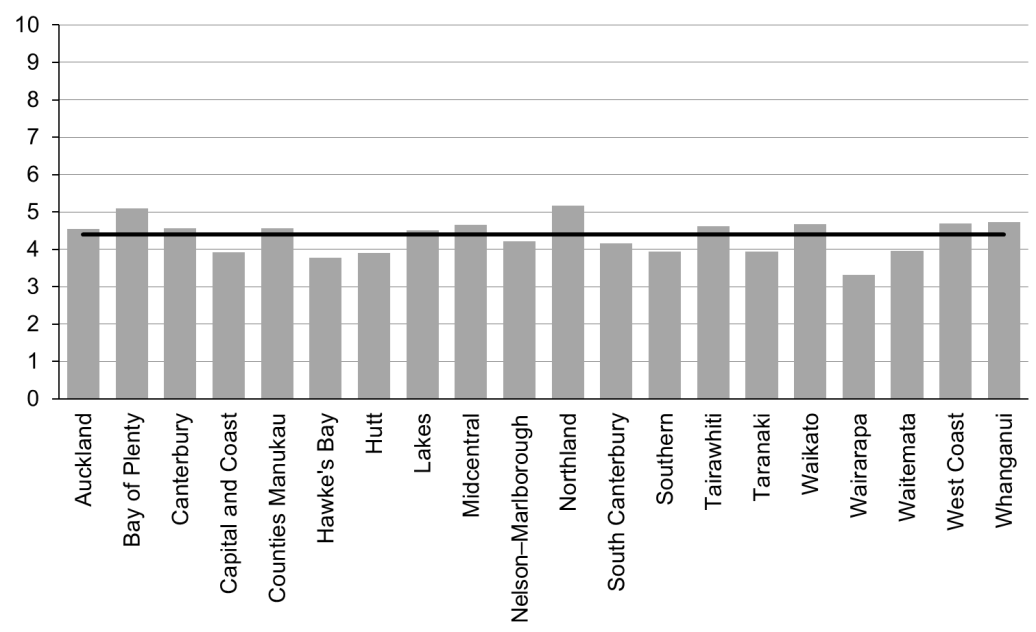 10
9
8
7
6
5
4
3
2
1
0
Auckland
Bay of Plenty
Canterbury
Capital and Coast
Counties Manukau
Hawke's Bay
Hutt
Lakes
Midcentral
Nelson–Marlborough
Northland
South Canterbury
Southern
Tairawhiti
Taranaki
Waikato
Wairarapa
Waitemata
West Coast
Whanganui